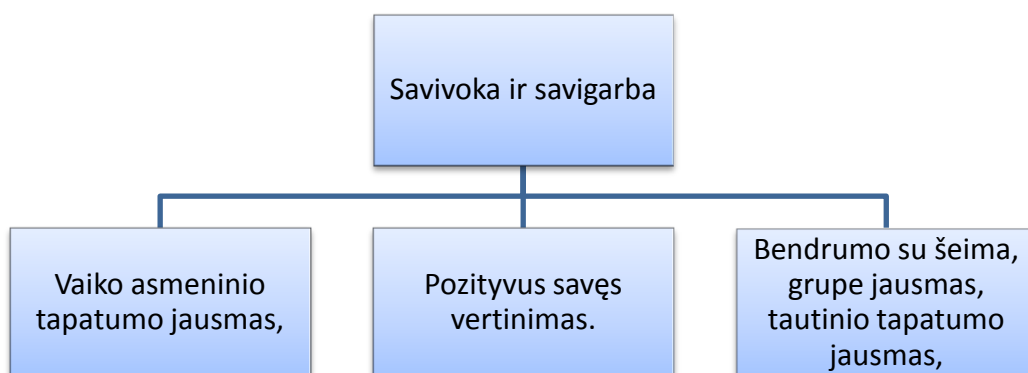 Savivoka ir savigarba
Vaiko asmeninio
tapatumo jausmas,
Pozityvus savęs
vertinimas.
Bendrumo su šeima,
grupe jausmas,
tautinio tapatumo
jausmas,